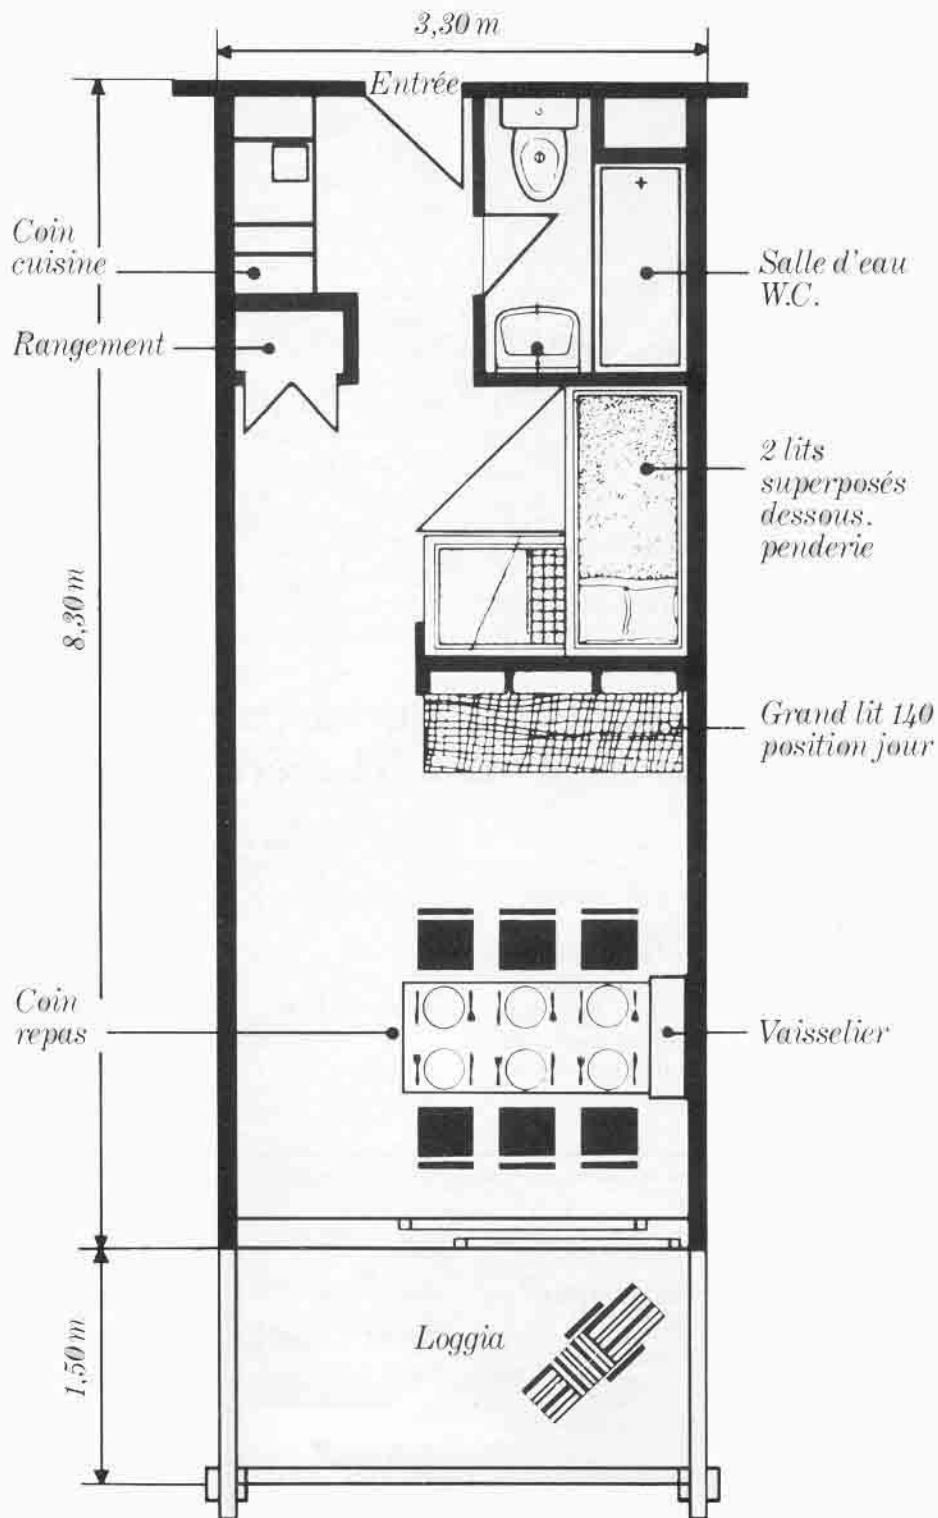 3,30 m
Entrée
Coin
cuisine
Salle d'eau
W.C.
Rangement
2 lits
superposés
dessous.
penderie
8,30 m
Grand lit 140
position jour
Coin
repas
Vaisselier
1,50 m
Loggia